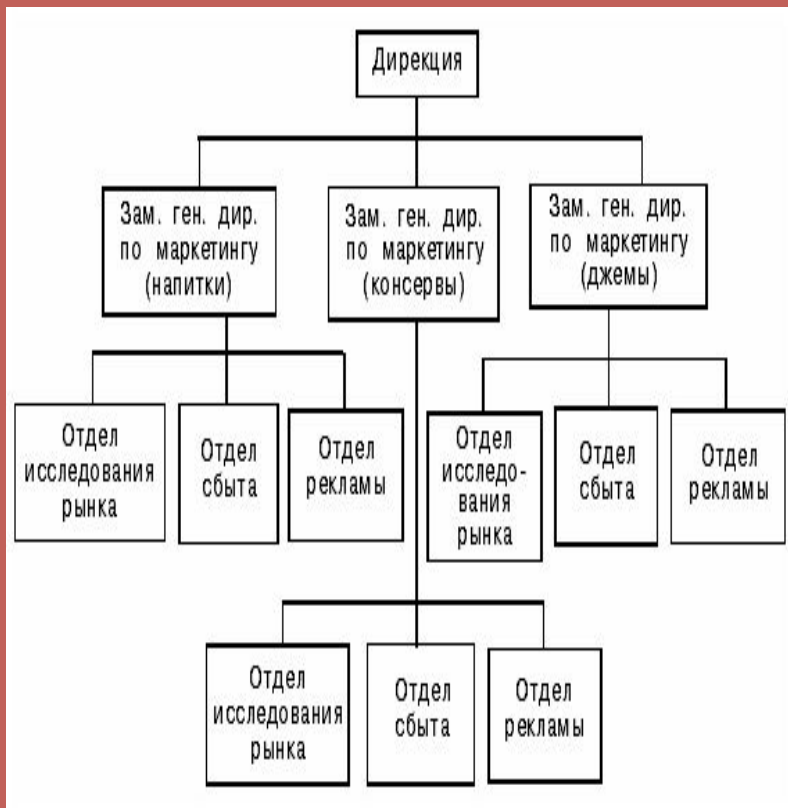 Дирекция
Зам. ген. дир.
по маркетингу
(напитки)
Зам. ген. дир.
по маркетингу
(консервы)
Зам. ген. дир.
по маркетингу
(джемы)
Отдел
исследования
рынка
Отдел
сбыта
Отдел
рекламы
Отдел
исследо-
вания
рынка
Отдел
сбыта
Отдел
рекламы
Отдел
исследования
рынка
Отдел
сбыта
Отдел
рекламы